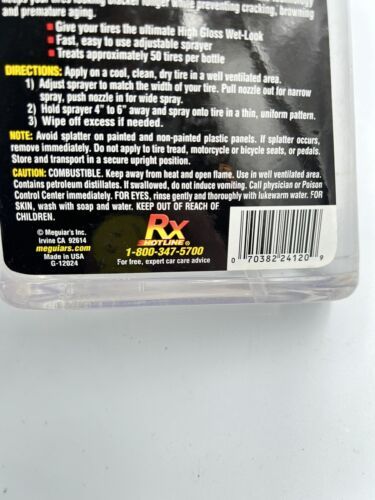 tires looking blacker longer while preventing cracking, browning
and premature aging.
• Give your tires the ultimate High Gloss Wet-Look
• Fast, easy to use adjustable sprayer
• Treats approximately 50 tires per bottle
DIRECTIONS: Apply on a cool, clean, dry tire in a well ventilated area.
1) Adjust sprayer to match the width of your tire. Pull nozzle out for narrow
spray, push nozzle in for wide spray.
2) Hold sprayer 4" to 6" away and spray onto tire in a thin, uniform pattern.
3) Wipe off excess if needed.
NOTE: Avoid splatter on painted and non-painted plastic panels. If splatter occurs,
remove immediately. Do not apply to tire tread, motorcycle or bicycle seats, or pedals.
Store and transport in a secure upright position.
CAUTION: COMBUSTIBLE. Keep away from heat and open flame. Use in well ventilated area.
Contains petroleum distillates. If swallowed, do not induce vomiting. Call physician or Poison
Control Center immediately. FOR EYES, rinse gently and thoroughly with lukewarm water. FOR
SKIN, wash with soap and water. KEEP OUT OF REACH OF
CHILDREN.
© Meguiar's Inc.
Irvine CA 92614
meguiars.com
Made in USA
G-12024
Rx
HOTLINE®
1-800-347-5700
For free, expert car care advice
0 70382 24120 9